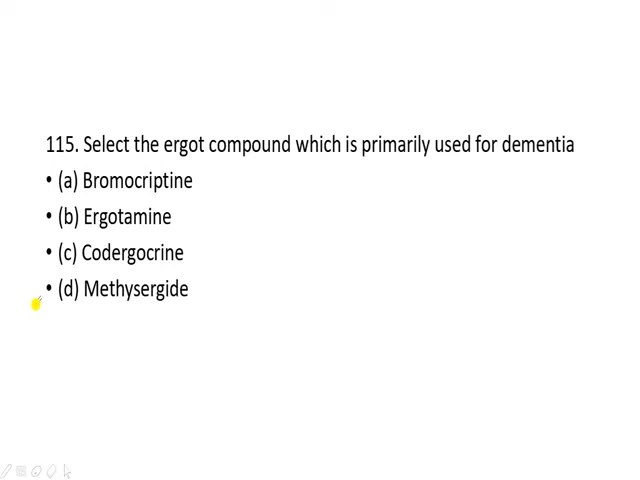 115. Select the ergot compound which is primarily used for dementia
• (a) Bromocriptine
• (b) Ergotamine
• (c) Codergocrine
• (d) Methysergide